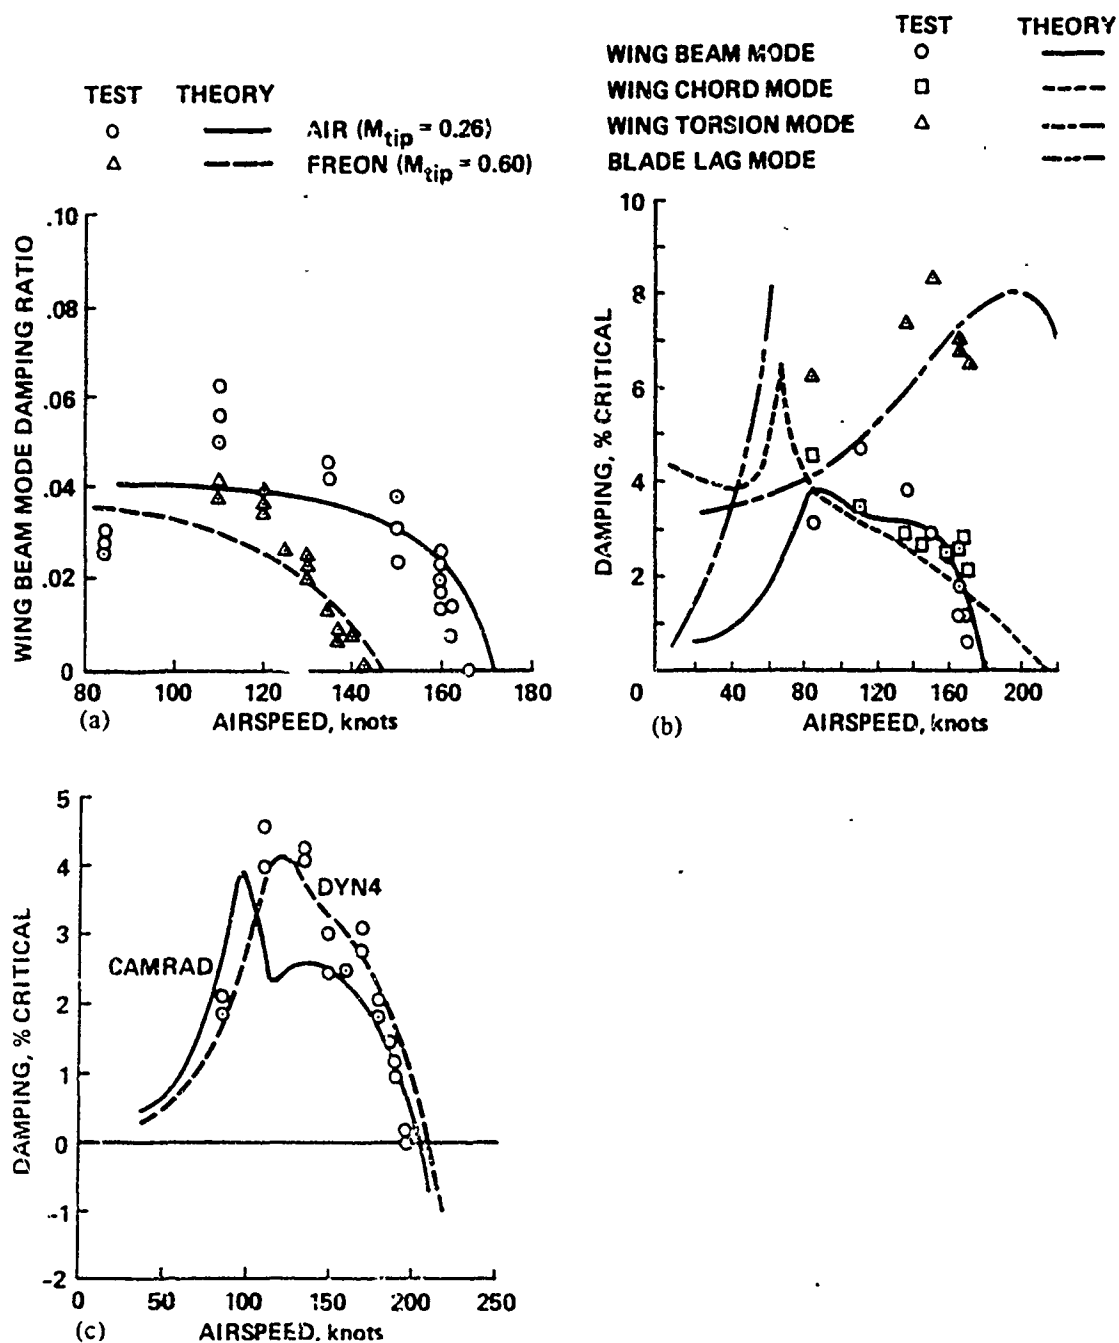 TEST THEORY
AIR (Mtip = 0.26)
FREON (Mtip = 0.60)
WING BEAM MODE DAMPING RATIO
.10
.08
.06
.04
.02
0
80 100 120 140 160 180
(a) AIRSPEED, knots
TEST THEORY
WING BEAM MODE
WING CHORD MODE
WING TORSION MODE
BLADE LAG MODE
DAMPING, % CRITICAL
10
8
6
4
2
0 40 80 120 160 200
(b) AIRSPEED, knots
DAMPING, % CRITICAL
5
4
3
2
1
0
-1
-2
CAMRAD
DYN4
0 50 100 150 200 250
(c) AIRSPEED, knots